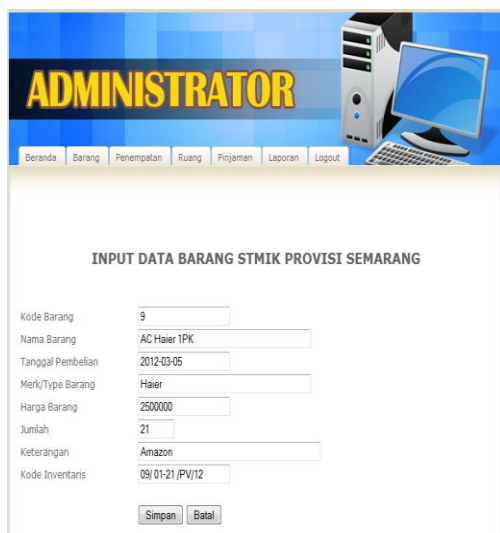 ADMINISTRATOR
Beranda Barang Penempatan Ruang Pinjaman Laporan Logout
INPUT DATA BARANG STMIK PROVISI SEMARANG
Kode Barang 9
Nama Barang AC Haier 1PK
Tanggal Pembelian 2012-03-05
Merk/Type Barang Haier
Harga Barang 2500000
Jumlah 21
Keterangan Amazon
Kode Inventaris 09/ 01-21 /PV/12
Simpan Batal